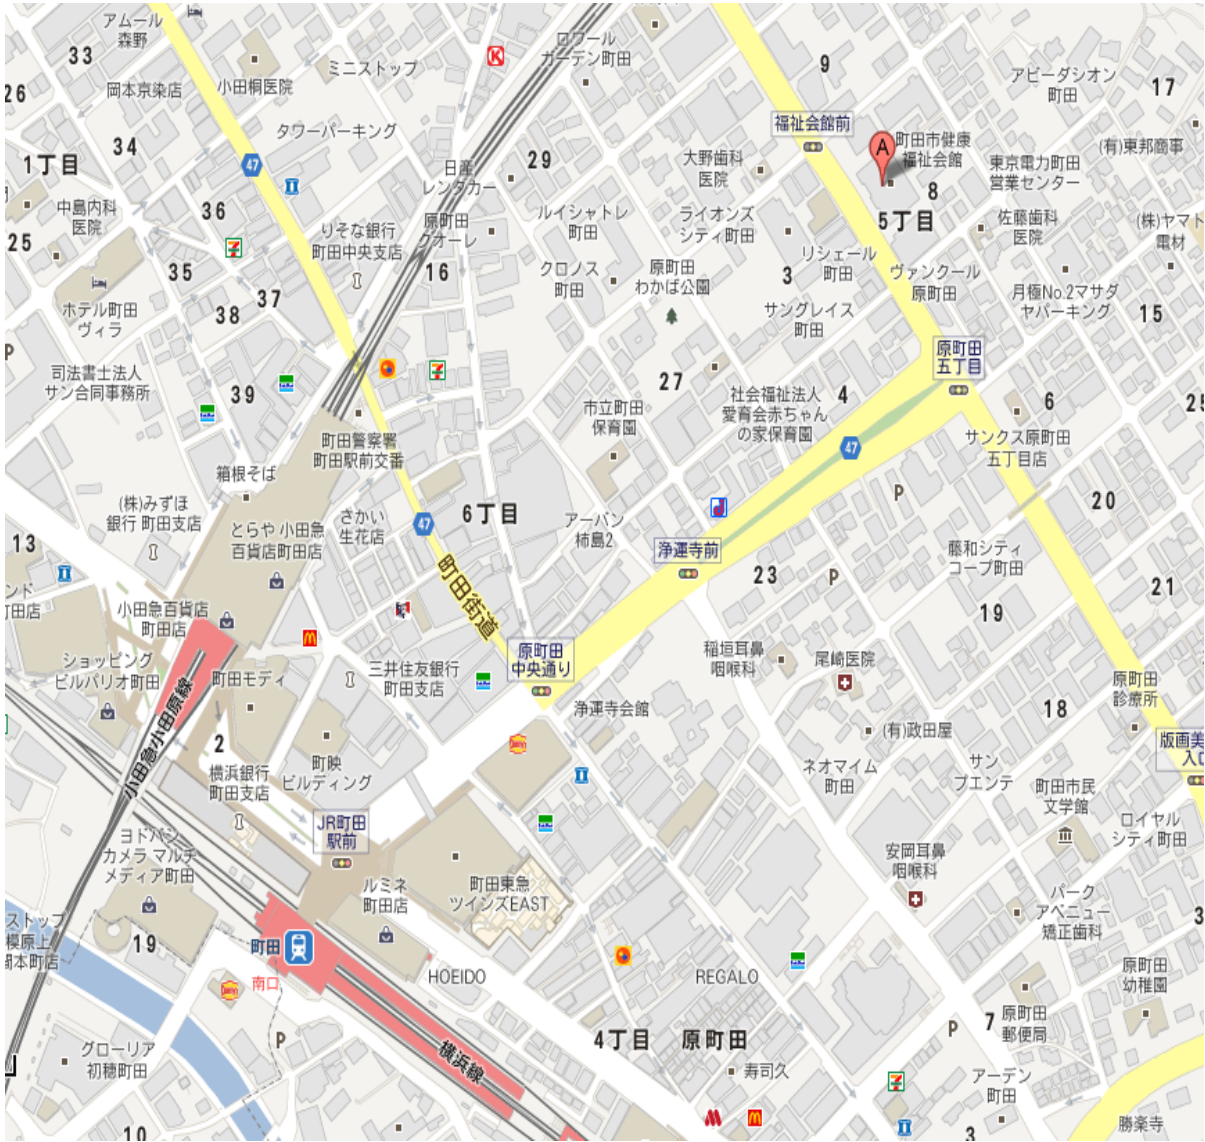 アムール
森野
33
26
岡本京染店
小田桐医院
ミニストップ
K
ロワール
ガーデン町田
9
福祉会館前
アビーダシオン
町田
17
34
1丁目
タワーパーキング
47
日産
レンタカー
29
大野歯科
医院
A
町田市健康
福祉会館
8
5丁目
東京電力町田
営業センター
(有)東邦商事
中島内科
医院
25
36
7
りそな銀行
町田中央支店
原町田
クオーレ
16
ルイシャトレ
町田
ライオンズ
シティ町田
佐藤歯科
医院
(株)ヤマト
電材
35
37
38
ホテル町田
ヴィラ
クロノス
町田
原町田
わかば公園
3
リシェール
町田
ヴァンクール
原町田
月極No.2マサダ
ヤパーキング
15
サングレイス
町田
P
司法書士法人
サン合同事務所
39
7
27
原町田
五丁目
市立町田
保育園
社会福祉法人
愛育会赤ちゃん
の家保育園
4
6
25
町田警察署
町田駅前交番
サンクス原町田
五丁目店
47
箱根そば
(株)みずほ
銀行 町田支店
とらや 小田急
百貨店町田店
さかい
生花店
47
6丁目
アーバン
柿島2
P
20
13
浄運寺前
23
P
藤和シティ
コープ町田
21
19
町田街道
ンド
町田店
小田急百貨店
町田店
原町田
中央通り
稲垣耳鼻
咽喉科
尾崎医院
ショッピング
ビルパリオ町田
町田モディ
三井住友銀行
町田支店
浄運寺会館
原町田
診療所
18
(有)政田屋
小田急小田原線
2
横浜銀行
町田支店
町映
ビルディング
ネオマイム
町田
サン
プエンテ
版画美
入口
町田市民
文学館
JR町田
駅前
ロイヤル
シティ町田
ヨドバシ
カメラ マルチ
メディア町田
ルミネ
町田店
町田東急
ツインズEAST
安岡耳鼻
咽喉科
パーク
アベニュー
矯正歯科
3
ストップ
模原上
岡本町店
19
町田
南口
HOEIDO
REGALO
原町田
幼稚園
7
原町田
郵便局
P
P
4丁目
原町田
横浜線
グローリア
初穂町田
寿司久
7
アーデン
町田
10
3
勝楽寺